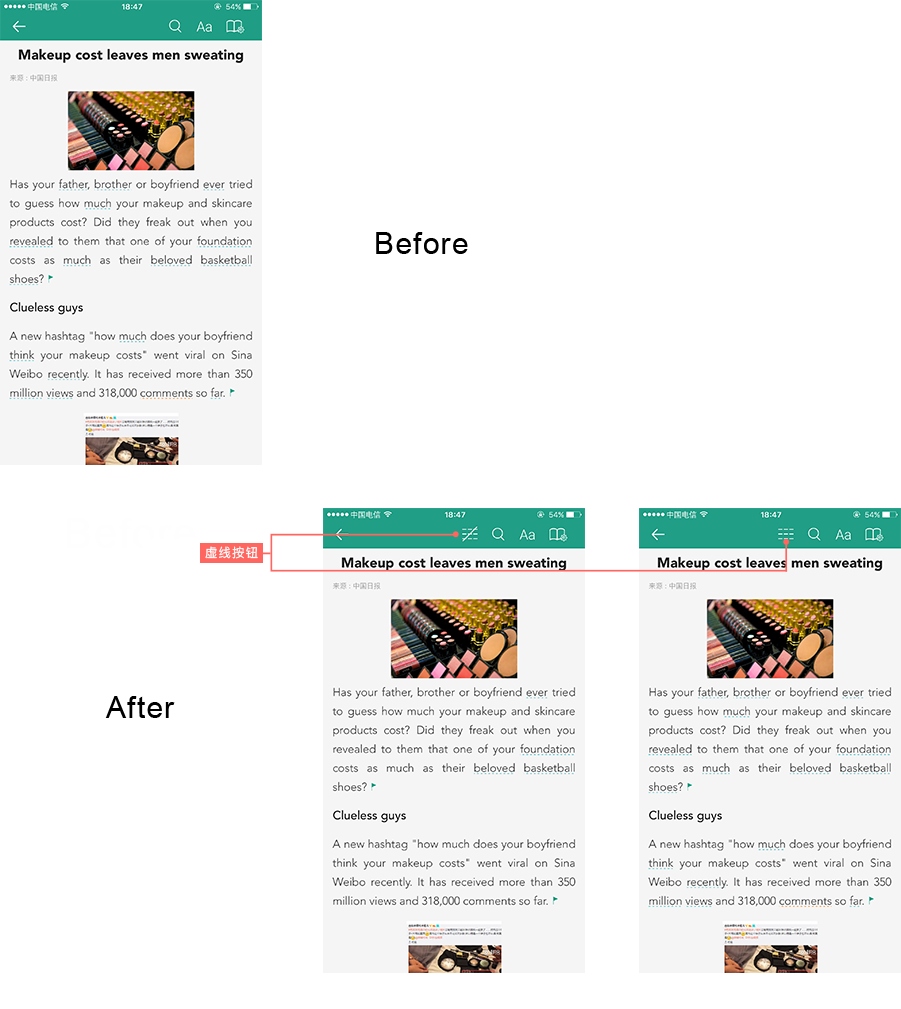 中国电信 18:47 54%
Aa
Makeup cost leaves men sweating
来源：中国日报
Has your father, brother or boyfriend ever tried
to guess how much your makeup and skincare
products cost? Did they freak out when you
revealed to them that one of your foundation
costs as much as their beloved basketball
shoes?
Clueless guys
A new hashtag "how much does your boyfriend
think your makeup costs" went viral on Sina
Weibo recently. It has received more than 350
million views and 318,000 comments so far.
Before
After
虚线按钮
中国电信 18:47 54%
Aa
Makeup cost leaves men sweating
来源：中国日报
Has your father, brother or boyfriend ever tried
to guess how much your makeup and skincare
products cost? Did they freak out when you
revealed to them that one of your foundation
costs as much as their beloved basketball
shoes?
Clueless guys
A new hashtag "how much does your boyfriend
think your makeup costs" went viral on Sina
Weibo recently. It has received more than 350
million views and 318,000 comments so far.
中国电信 18:47 54%
Aa
Makeup cost leaves men sweating
来源：中国日报
Has your father, brother or boyfriend ever tried
to guess how much your makeup and skincare
products cost? Did they freak out when you
revealed to them that one of your foundation
costs as much as their beloved basketball
shoes?
Clueless guys
A new hashtag "how much does your boyfriend
think your makeup costs" went viral on Sina
Weibo recently. It has received more than 350
million views and 318,000 comments so far.